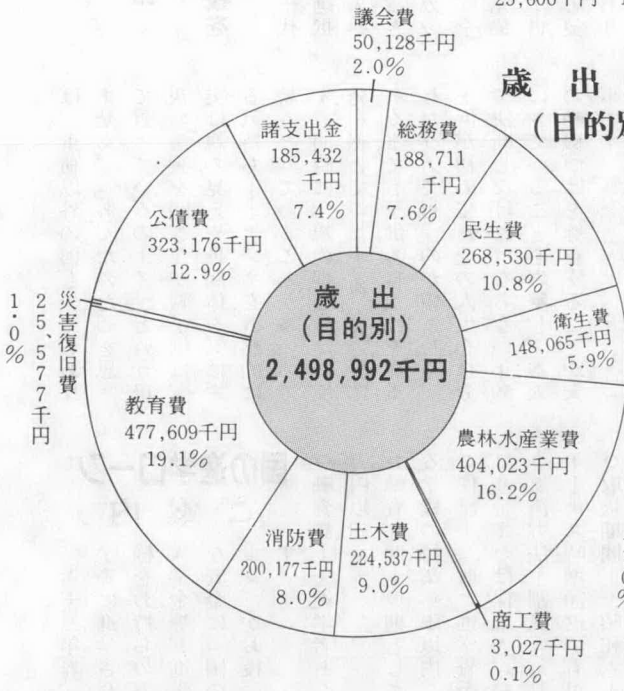 議会費
50,128千円
2.0%
歳出
総務費
188,711
千円
7.6%
民生費
268,530千円
10.8%
衛生費
148,065千円
5.9%
農林水産業費
404,023千円
16.2%
商工費
3,027千円
0.1%
土木費
224,537千円
9.0%
消防費
200,177千円
8.0%
教育費
477,609千円
19.1%
災害復旧費
25、577千円
1.0%
公債費
323,176千円
12.9%
諸支出金
185,432
千円
7.4%
歳出
(目的別)
2,498,992千円